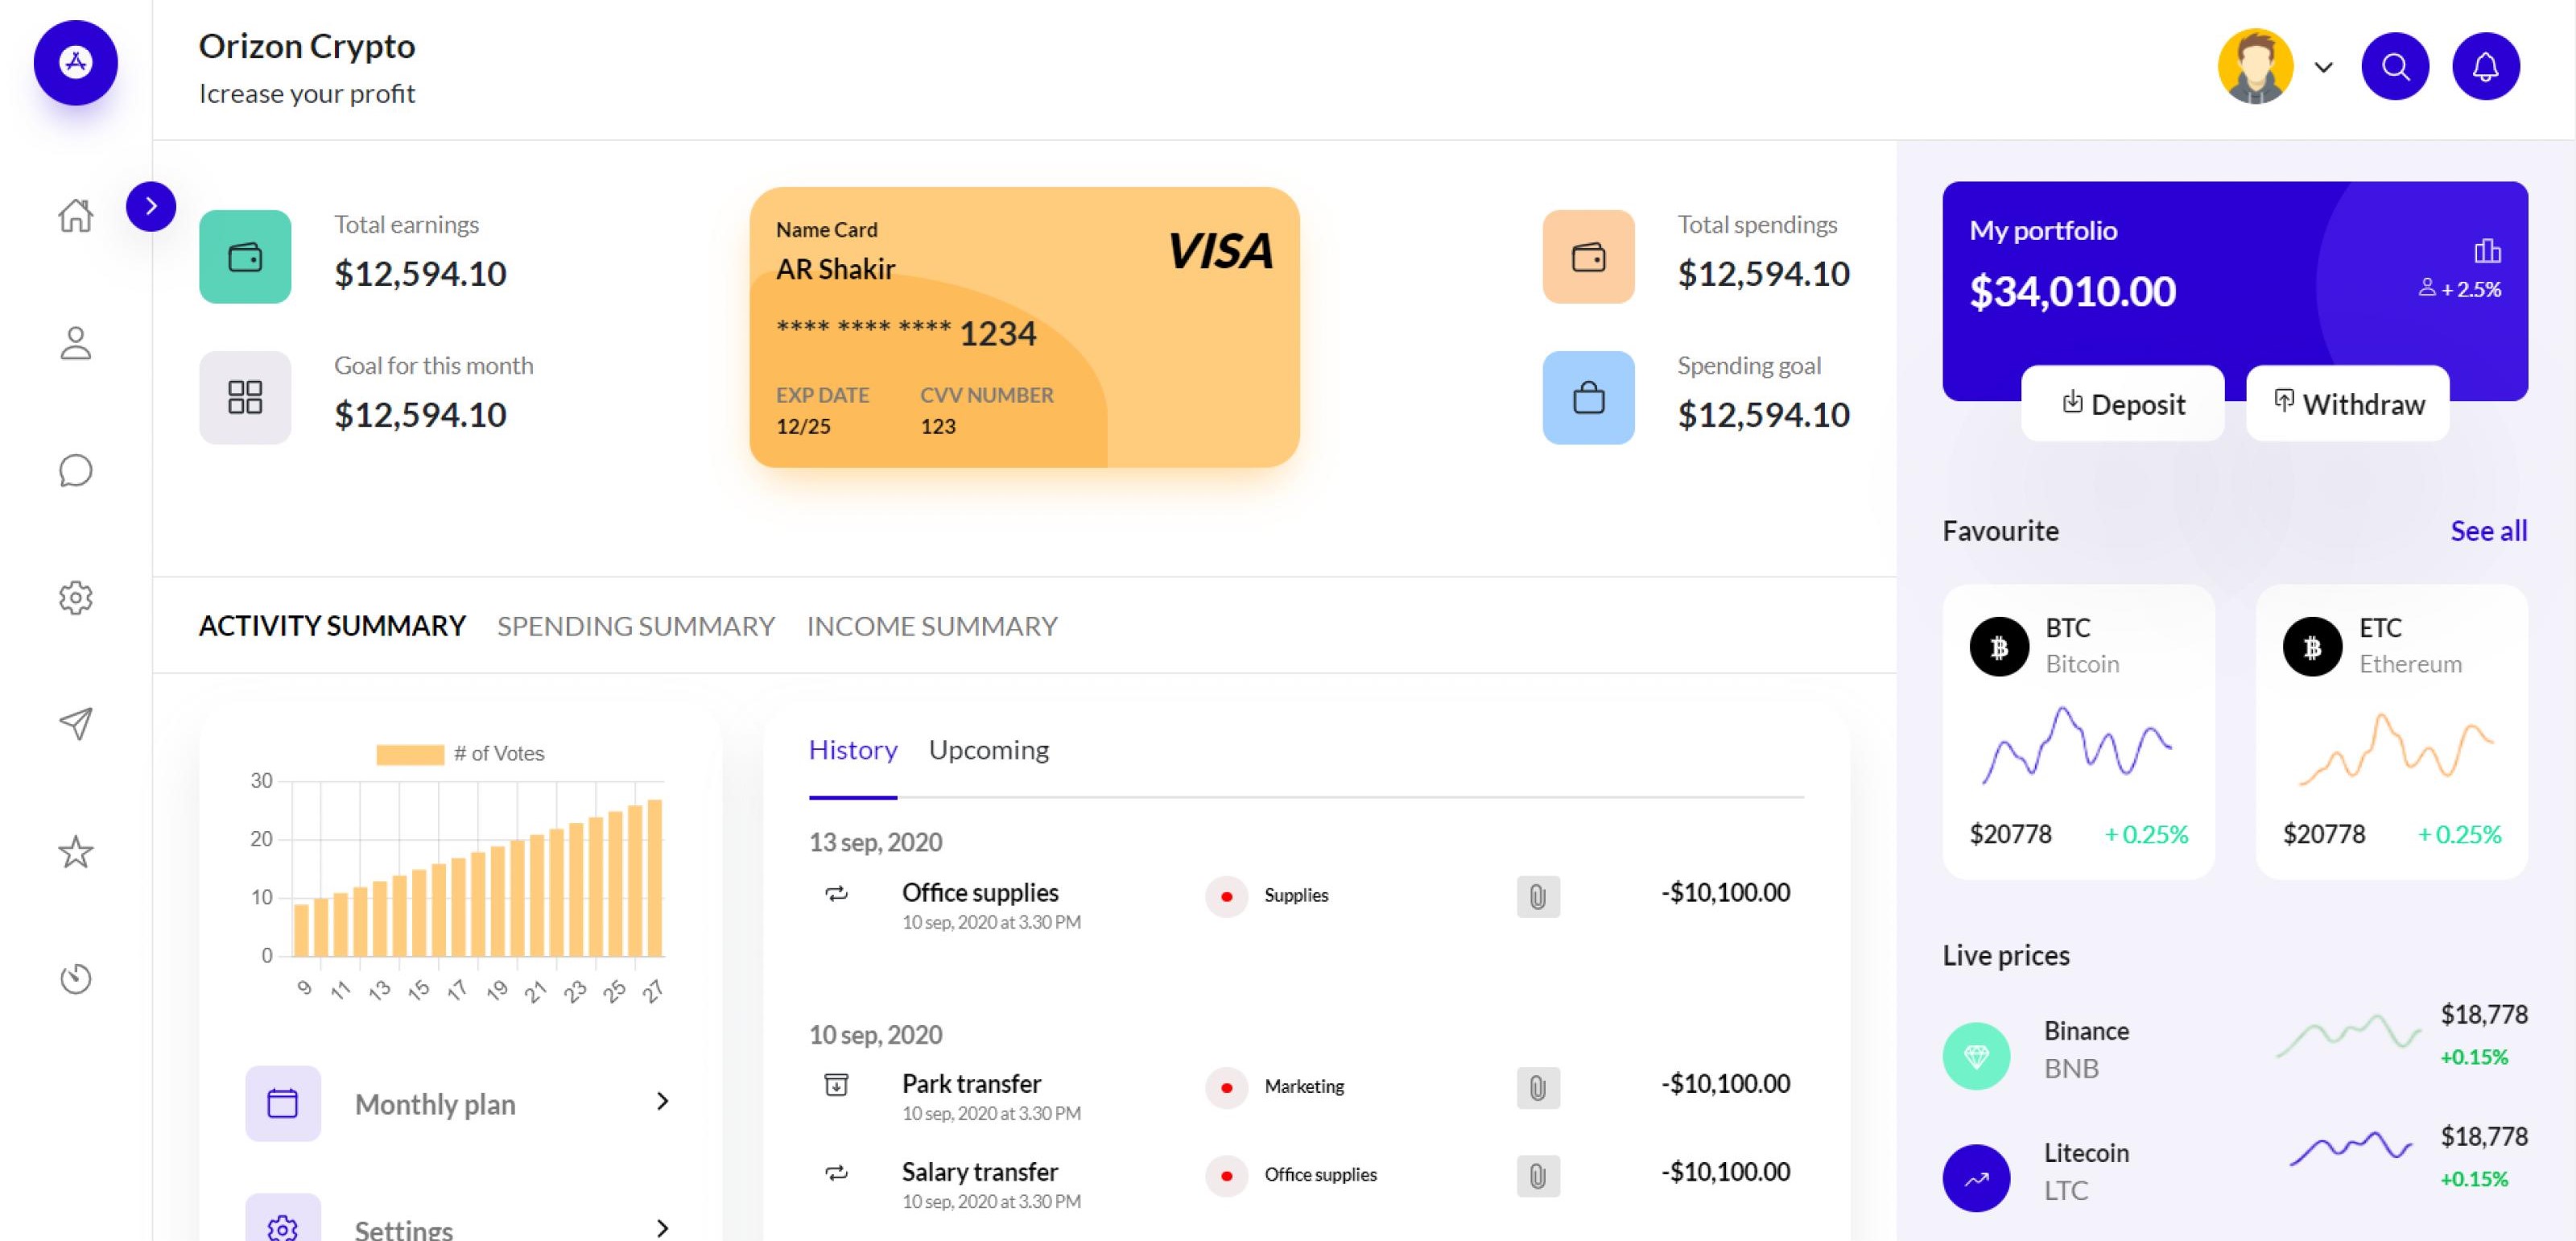 Orizon Crypto
Icrease your profit
Total earnings
$12,594.10
Goal for this month
$12,594.10
Name Card
AR Shakir
VISA
**** **** **** 1234
EXP DATE CVV NUMBER
12/25 123
Total spendings
$12,594.10
Spending goal
$12,594.10
My portfolio
$34,010.00
+ 2.5%
Deposit
Withdraw
Favourite See all
BTC
Bitcoin
$20778 + 0.25%
ETC
Ethereum
$20778 + 0.25%
Live prices
Binance
BNB
$18,778
+0.15%
Litecoin
LTC
$18,778
+0.15%
ACTIVITY SUMMARY SPENDING SUMMARY INCOME SUMMARY
# of Votes
30
20
10
0
9 11 13 15 17 19 21 23 25 27
Monthly plan
Settings
History Upcoming
13 sep, 2020
Office supplies Supplies -$10,100.00
10 sep, 2020 at 3.30 PM
10 sep, 2020
Park transfer Marketing -$10,100.00
10 sep, 2020 at 3.30 PM
Salary transfer Office supplies -$10,100.00
10 sep, 2020 at 3.30 PM